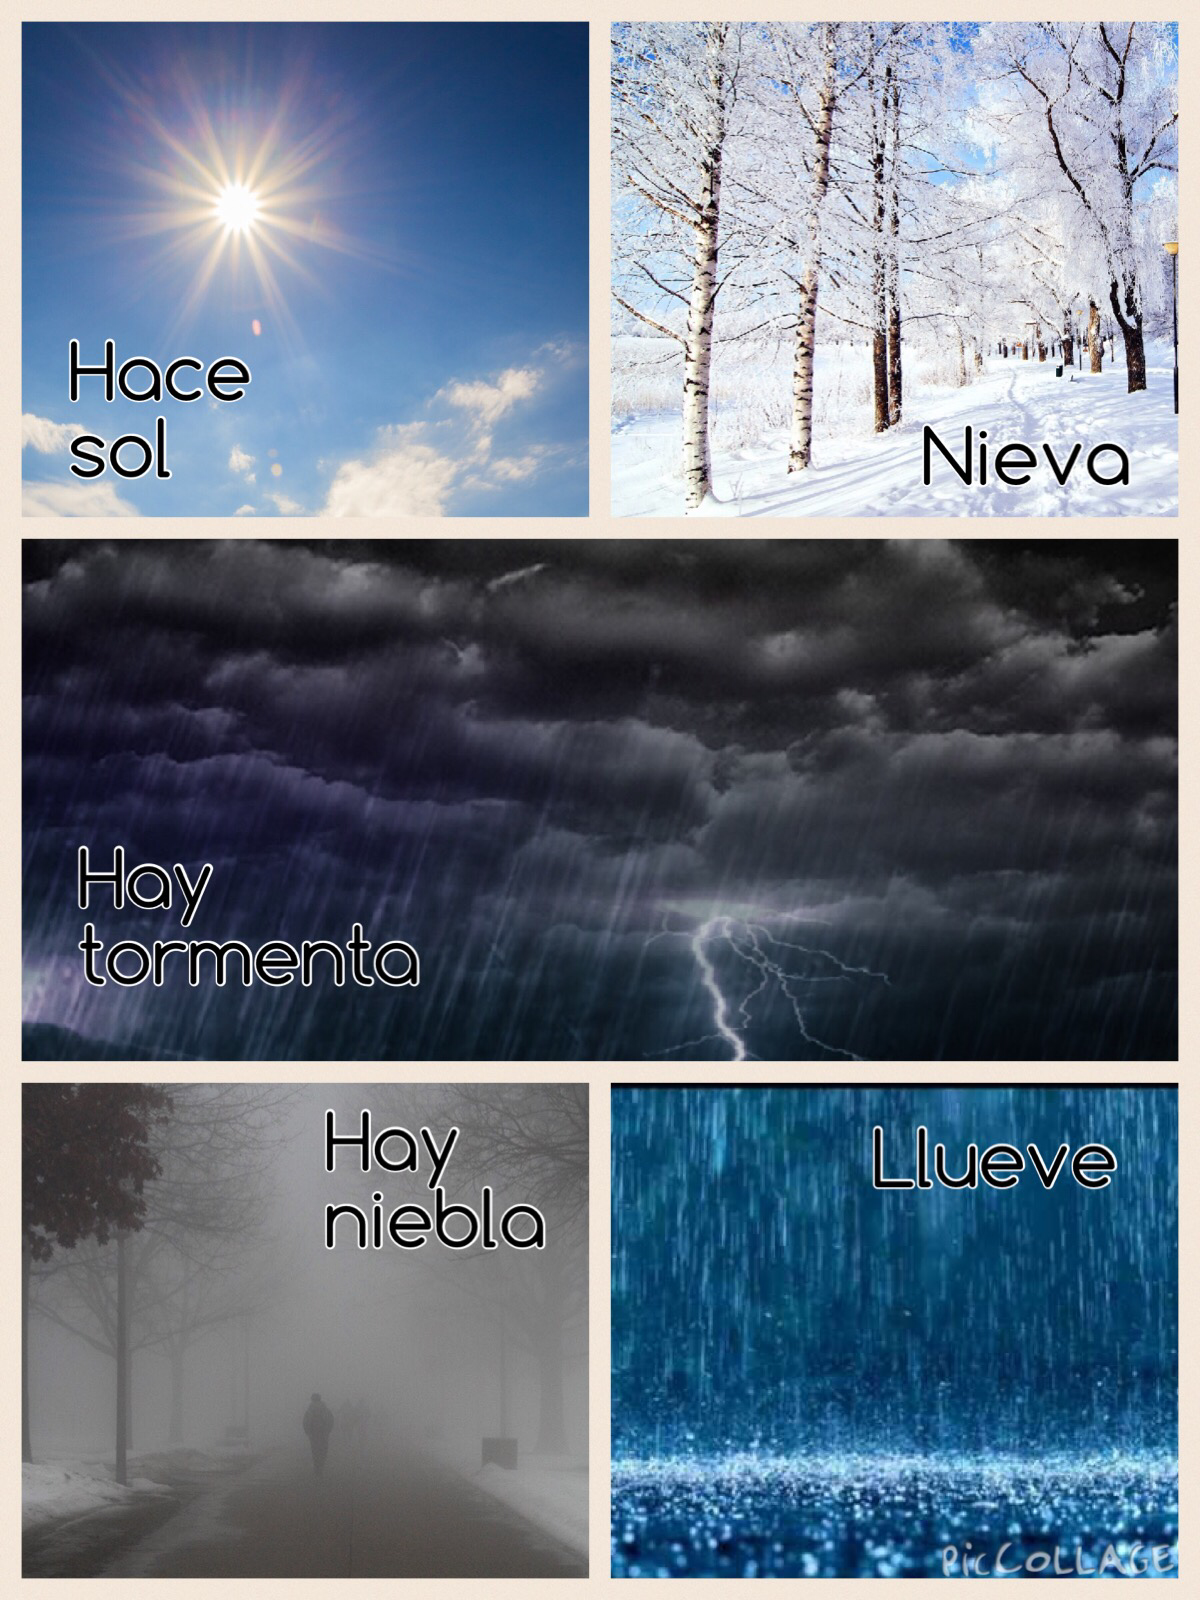 Hace
sol
Nieva
Hay
tormenta
Hay
niebla
Llueve
PicCOLLAGE